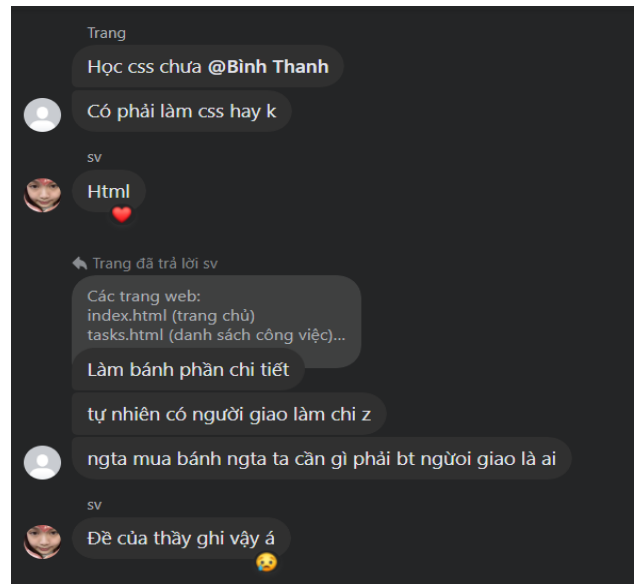 Trang
Học css chưa @Bình Thanh
Có phải làm css hay k
sv
Html
Trang đã trả lời sv
Các trang web:
index.html (trang chủ)
tasks.html (danh sách công việc)...
Làm bánh phần chi tiết
tự nhiên có người giao làm chi z
ngta mua bánh ngta ta cần gì phải bt ngừoi giao là ai
sv
Đề của thầy ghi vậy á